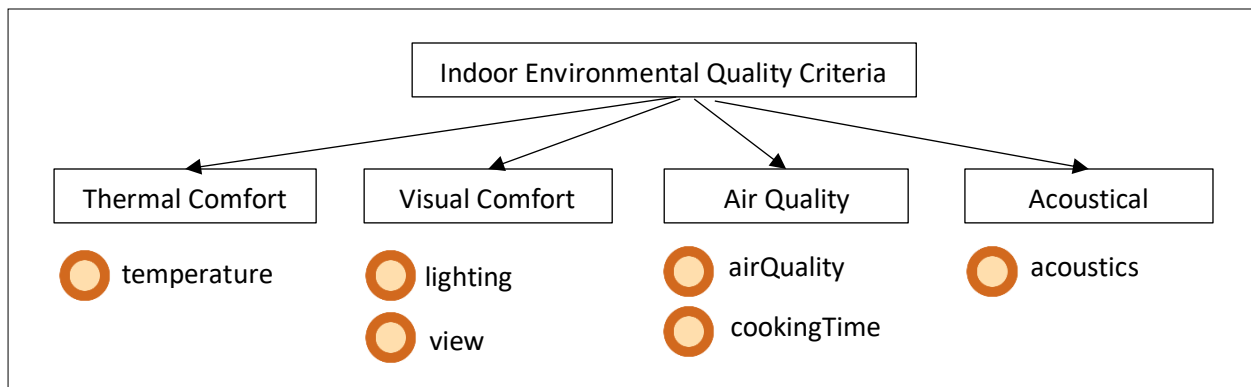 Indoor Environmental Quality Criteria
Thermal Comfort
Visual Comfort
Air Quality
Acoustical
temperature
lighting
view
airQuality
cookingTime
acoustics